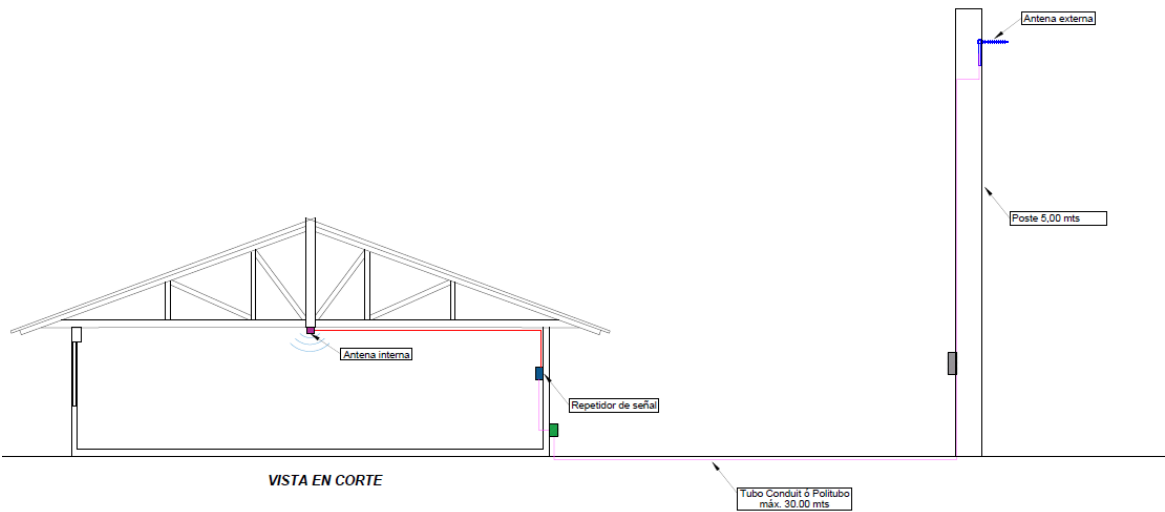 Antena externa
Poste 5,00 mts
Antena interna
Repetidor de señal
VISTA EN CORTE
Tubo Conduit ó Politubo
máx. 30.00 mts